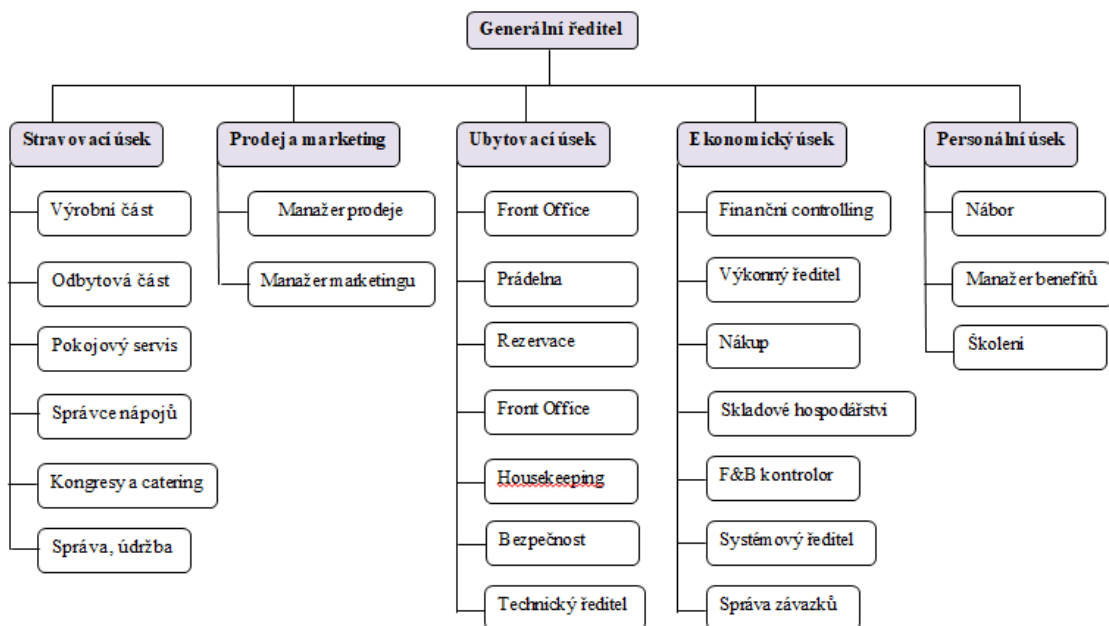 Generální ředitel
Stravovací úsek
Prodej a marketing
Ubytovací úsek
Ekonomický úsek
Personální úsek
Výrobní část
Odbytová část
Pokojový servis
Správce nápojů
Kongresy a catering
Správa, údržba
Manažer prodeje
Manažer marketingu
Front Office
Prádelna
Rezervace
Front Office
Housekeeping
Bezpečnost
Technický ředitel
Finanční controlling
Výkonný ředitel
Nákup
Skladové hospodářství
F&B kontrolor
Systémový ředitel
Správa závazků
Nábor
Manažer benefitů
Školení